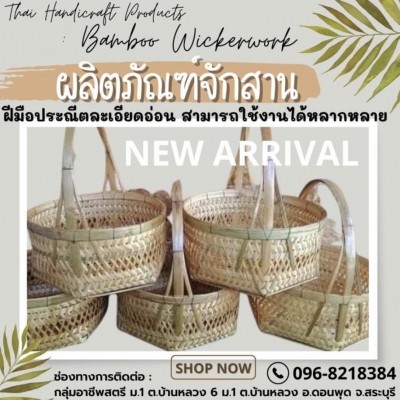 Thai Handicraft Products
: Bamboo Wickerwork
ผลิตภัณฑ์จักสาน
ฝีมือประณีตละเอียดอ่อน สามารถใช้งานได้หลากหลาย
NEW ARRIVAL
SHOP NOW
096-8218384
ช่องทางการติดต่อ :
กลุ่มอาชีพสตรี ม.1 ต.บ้านหลวง 6 ม.1 ต.บ้านหลวง อ.ดอนพุด จ.สระบุรี